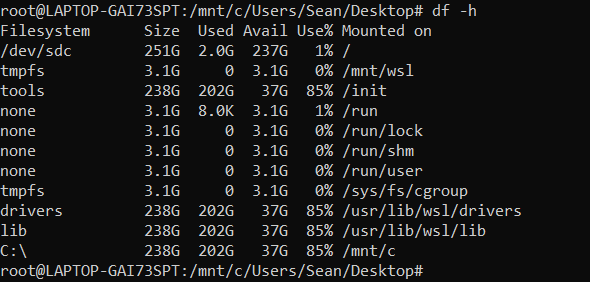 root@LAPTOP-GAI73SPT:/mnt/c/Users/Sean/Desktop# df -h
Filesystem      Size  Used Avail Use% Mounted on
/dev/sdc        251G  2.0G  237G   1% /
tmpfs           3.1G     0  3.1G   0% /mnt/wsl
tools           238G  202G   37G  85% /init
none            3.1G  8.0K  3.1G   1% /run
none            3.1G     0  3.1G   0% /run/lock
none            3.1G     0  3.1G   0% /run/shm
none            3.1G     0  3.1G   0% /run/user
tmpfs           3.1G     0  3.1G   0% /sys/fs/cgroup
drivers         238G  202G   37G  85% /usr/lib/wsl/drivers
lib             238G  202G   37G  85% /usr/lib/wsl/lib
C:\             238G  202G   37G  85% /mnt/c
root@LAPTOP-GAI73SPT:/mnt/c/Users/Sean/Desktop#